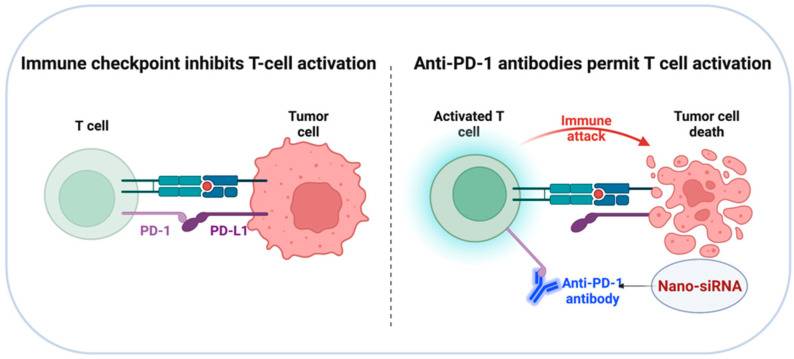 Immune checkpoint inhibits T-cell activation
T cell
Tumor
cell
PD-1
PD-L1
Anti-PD-1 antibodies permit T cell activation
Activated T
cell
Immune
attack
Tumor cell
death
Anti-PD-1
antibody
Nano-siRNA